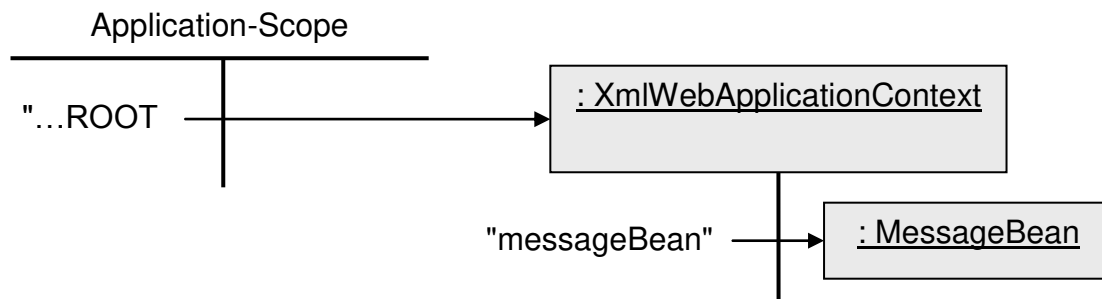 Application-Scope
"…ROOT
: XmlWebApplicationContext
"messageBean"
: MessageBean